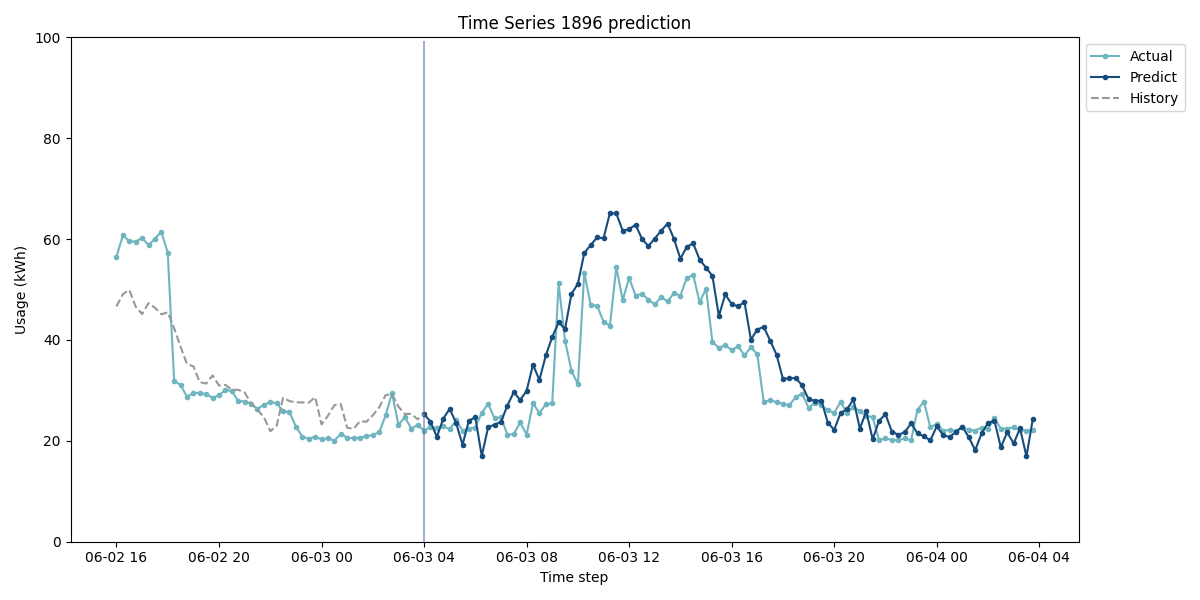 Time Series 1896 prediction
100
80
60
40
20
0
Usage (kWh)
06-02 16
06-02 20
06-03 00
06-03 04
06-03 08
06-03 12
06-03 16
06-03 20
06-04 00
06-04 04
Time step
Actual
Predict
History